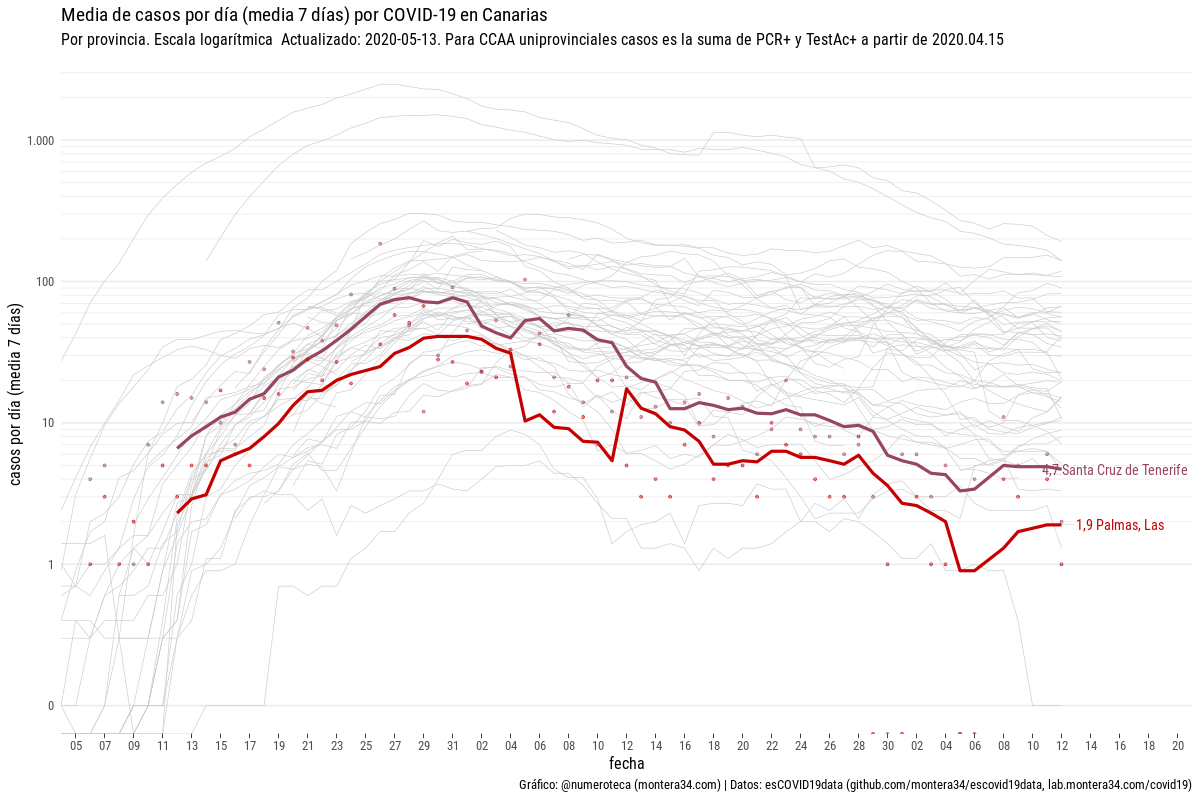 Media de casos por día (media 7 días) por COVID-19 en Canarias
Por provincia. Escala logarítmica  Actualizado: 2020-05-13. Para CCAA uniprovinciales casos es la suma de PCR+ y TestAc+ a partir de 2020.04.15
casos por día (media 7 días)
1.000
100
10
1
0
4,7 Santa Cruz de Tenerife
1,9 Palmas, Las
05 07 09 11 13 15 17 19 21 23 25 27 29 31 02 04 06 08 10 12 14 16 18 20 22 24 26 28 30 02 04 06 08 10 12 14 16 18 20
fecha
Gráfico: @numeroteca (montera34.com) | Datos: esCOVID19data (github.com/montera34/escovid19data, lab.montera34.com/covid19)